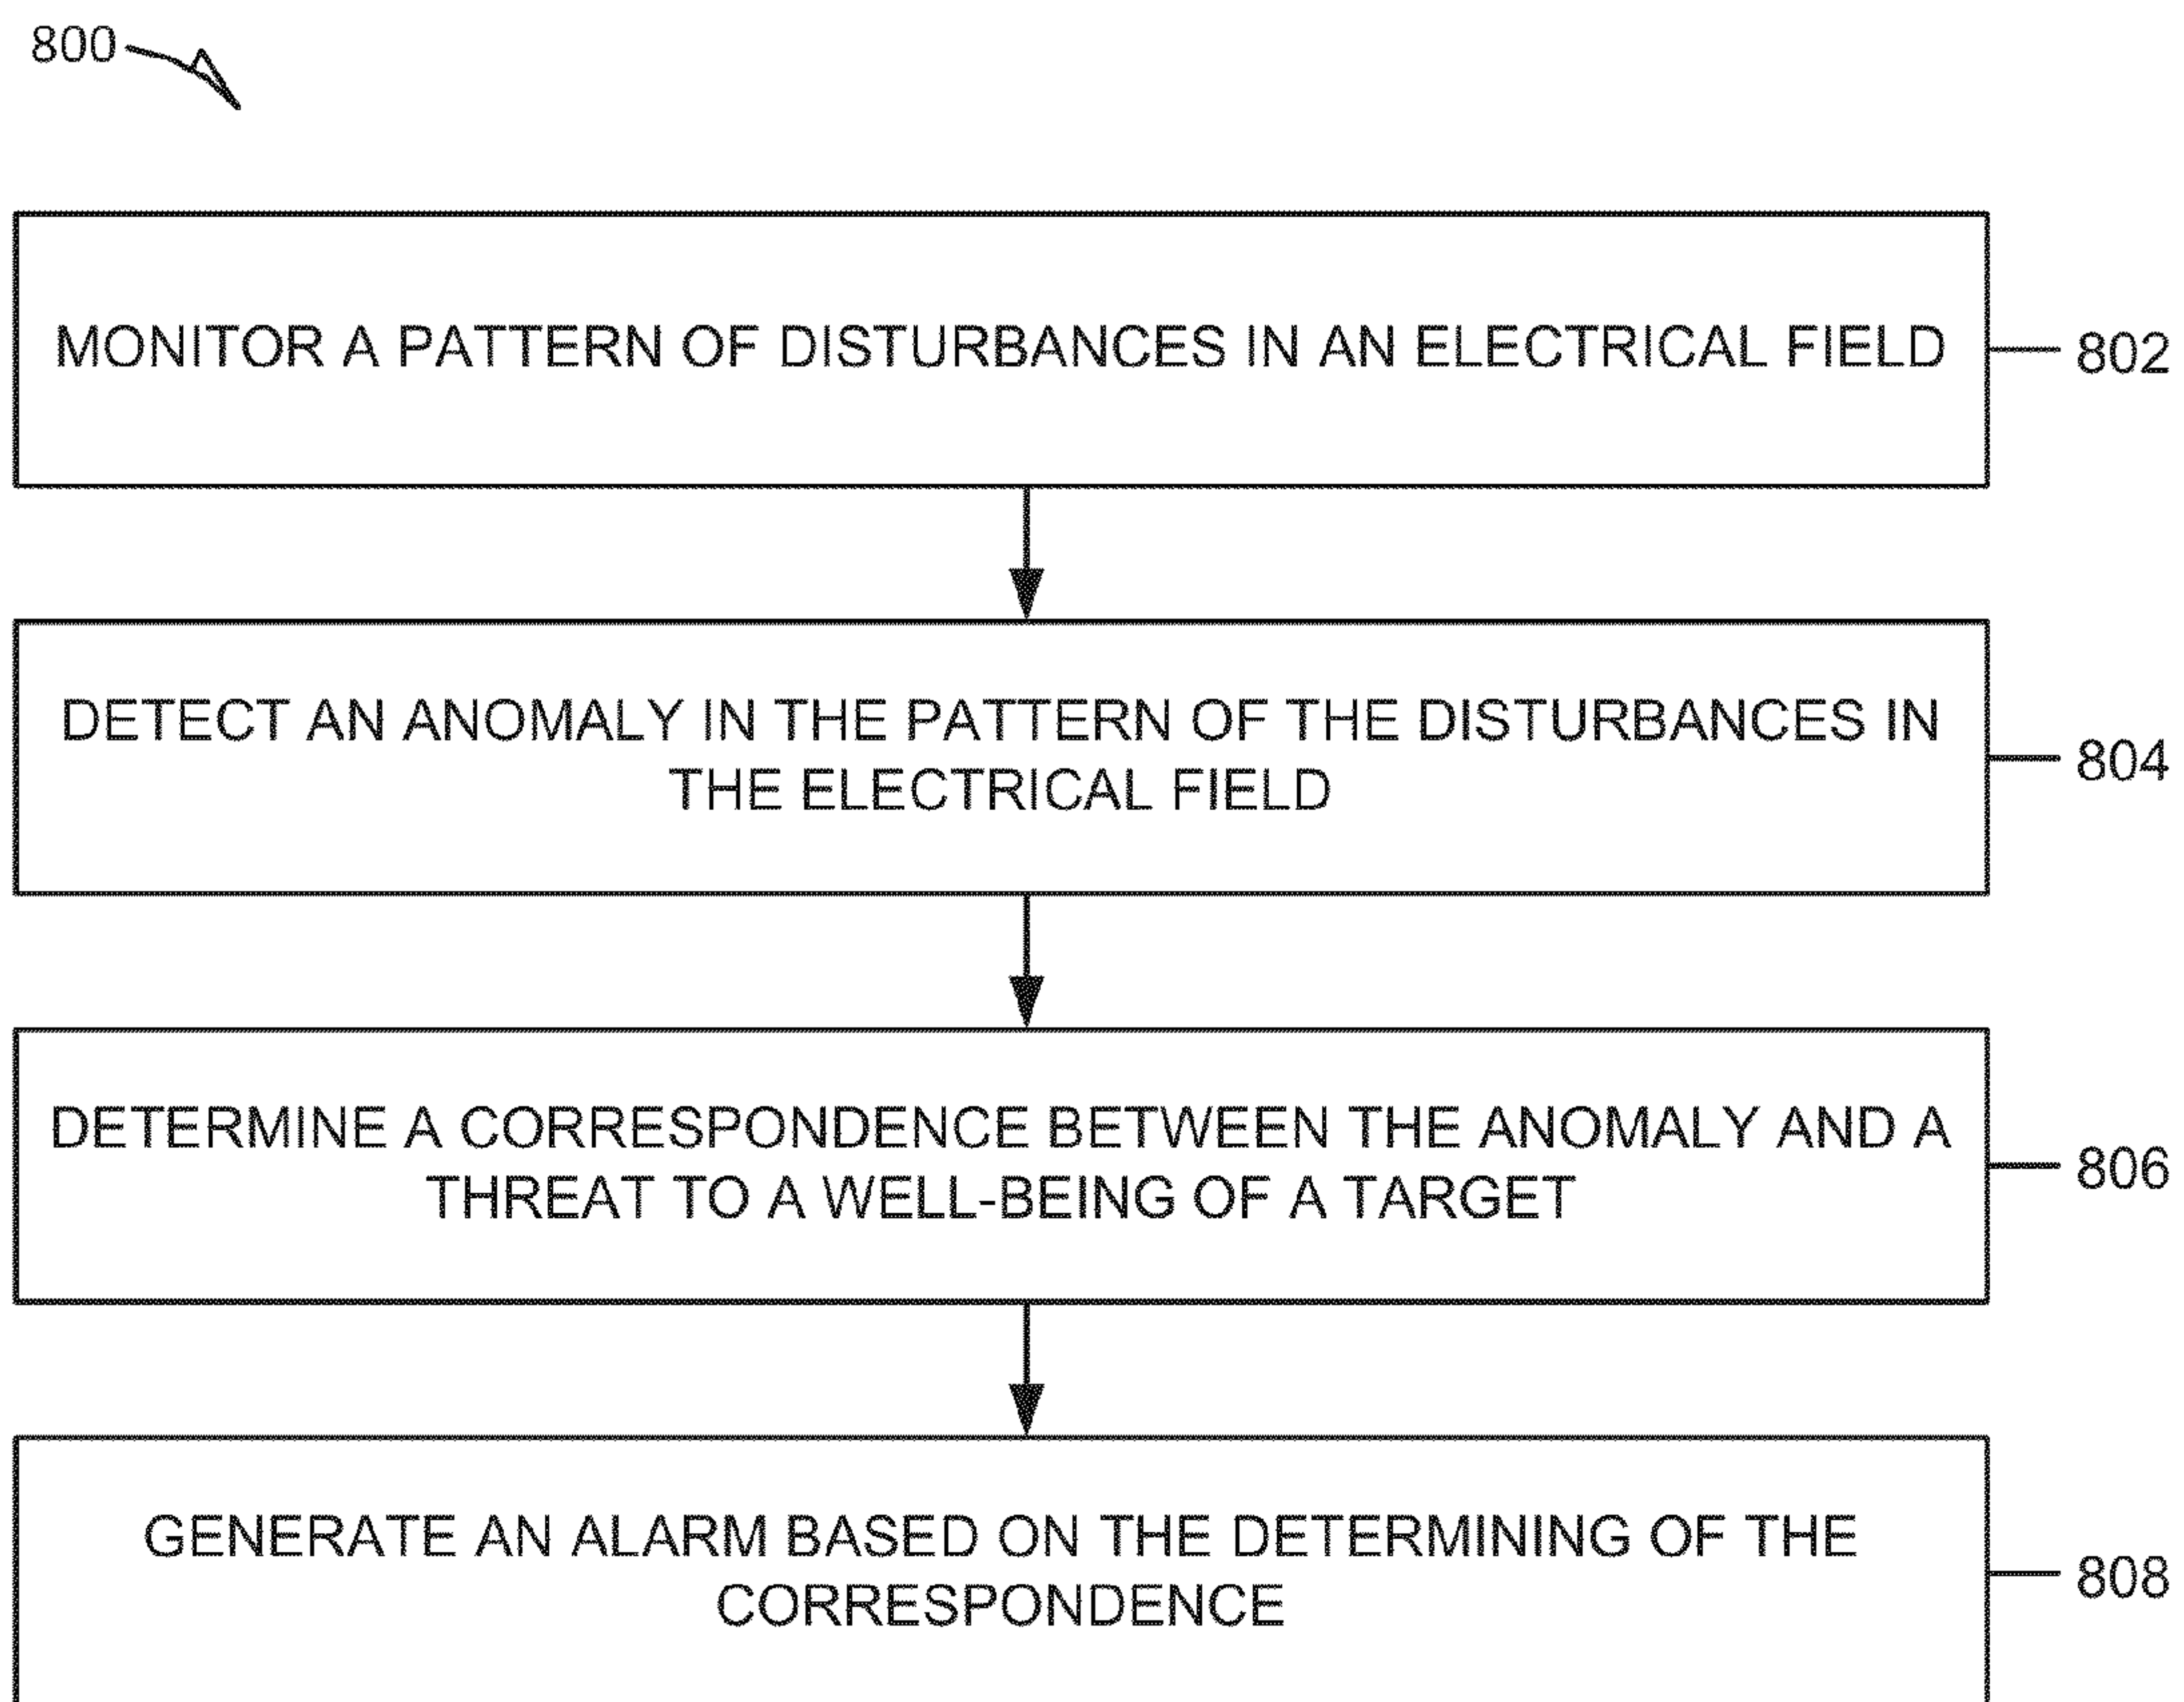 800
MONITOR A PATTERN OF DISTURBANCES IN AN ELECTRICAL FIELD
802
DETECT AN ANOMALY IN THE PATTERN OF THE DISTURBANCES IN
THE ELECTRICAL FIELD
804
DETERMINE A CORRESPONDENCE BETWEEN THE ANOMALY AND A
THREAT TO A WELL-BEING OF A TARGET
806
GENERATE AN ALARM BASED ON THE DETERMINING OF THE
CORRESPONDENCE
808